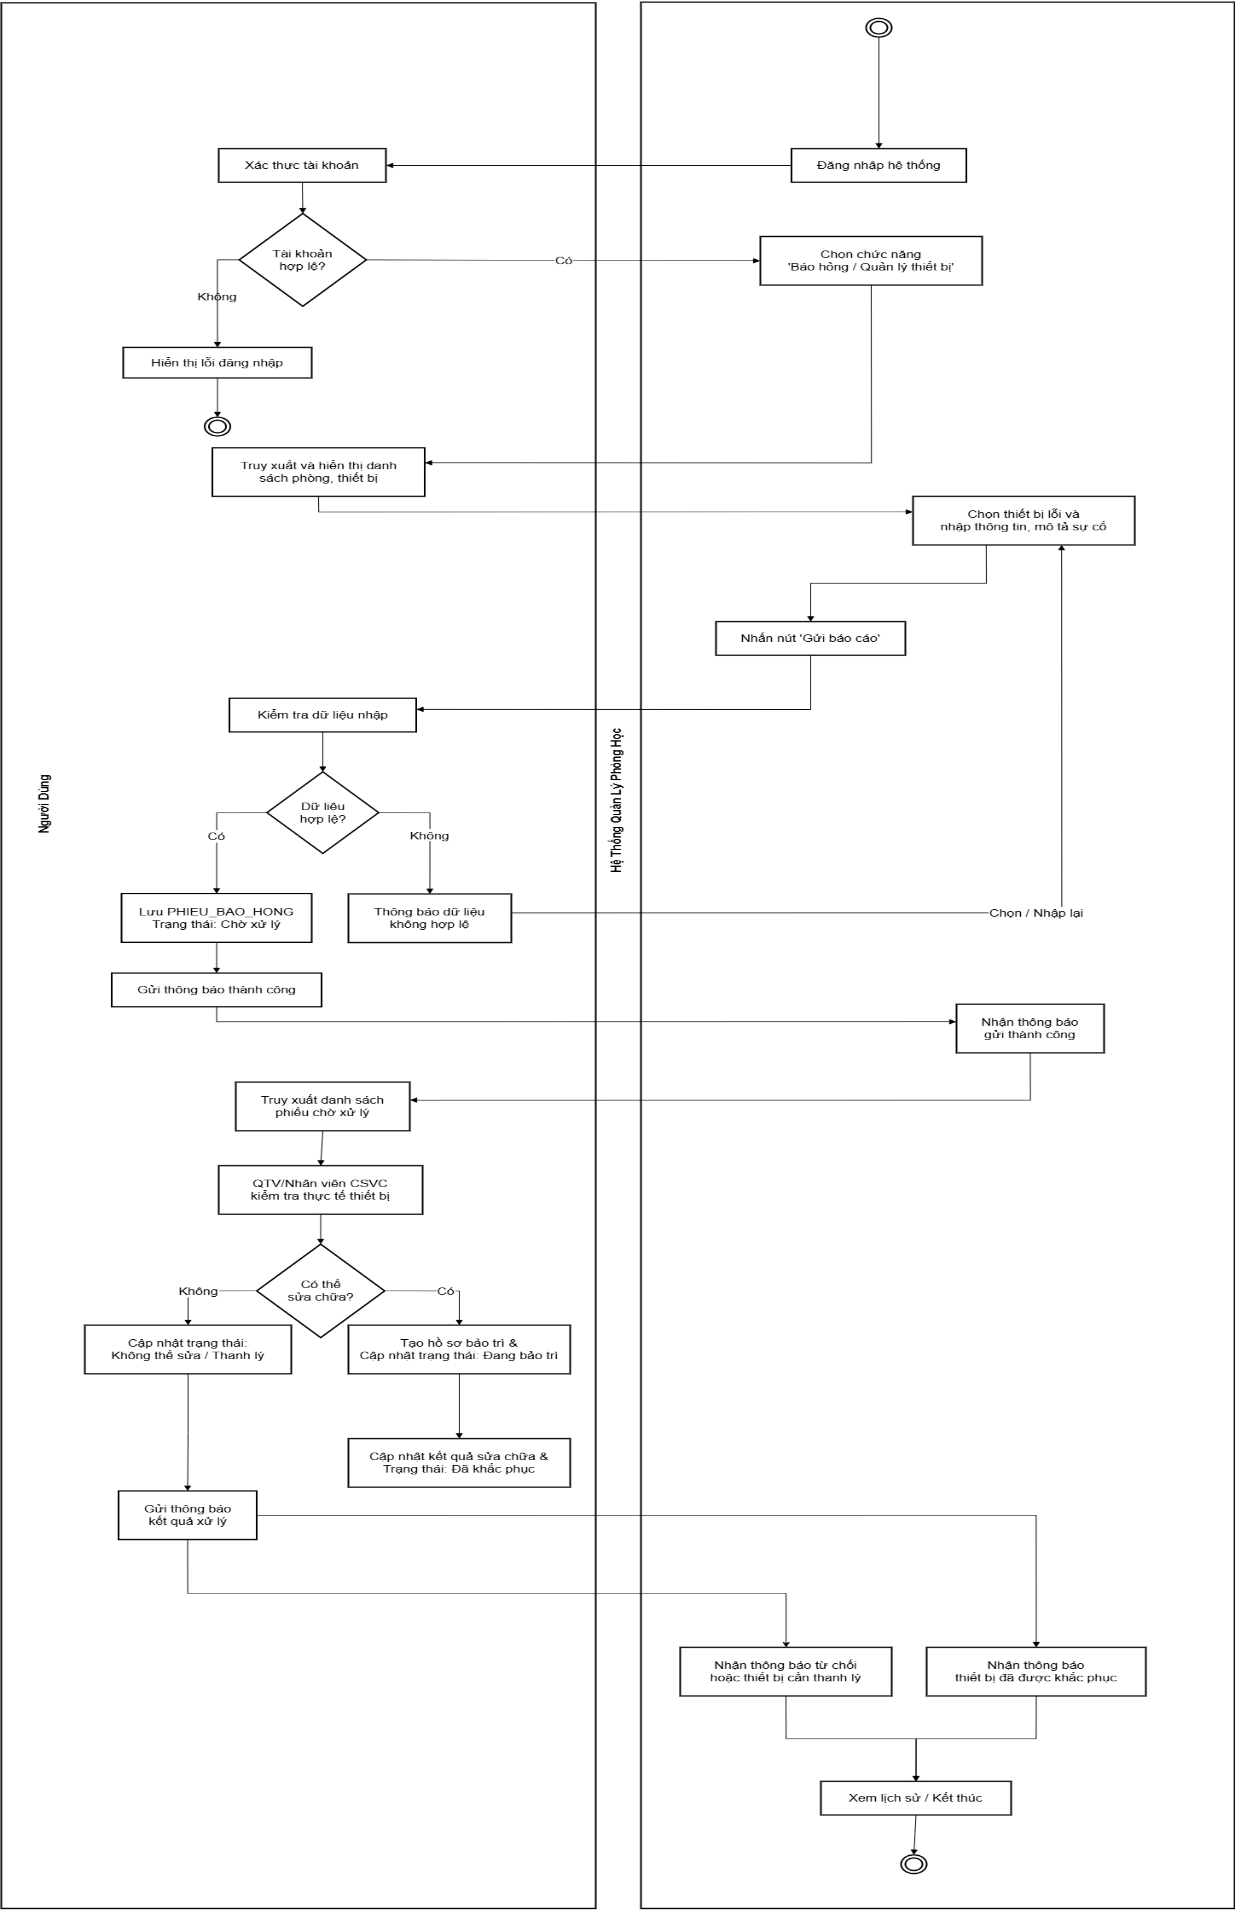 Đăng nhập hệ thống
Xác thực tài khoản
Tài khoản
hợp lệ?
Có
Không
Chọn chức năng
'Báo hỏng / Quản lý thiết bị'
Hiển thị lỗi đăng nhập
Truy xuất và hiển thị danh
sách phòng, thiết bị
Chọn thiết bị lỗi và
nhập thông tin, mô tả sự cố
Nhấn nút 'Gửi báo cáo'
Kiểm tra dữ liệu nhập
Người Dùng
Hệ Thống Quản Lý Phòng Học
Dữ liệu
hợp lệ?
Có
Không
Lưu PHIEU_BAO_HONG
Trạng thái: Chờ xử lý
Thông báo dữ liệu
không hợp lệ
Chọn / Nhập lại
Gửi thông báo thành công
Nhận thông báo
gửi thành công
Truy xuất danh sách
phiếu chờ xử lý
QTV/Nhân viên CSVC
kiểm tra thực tế thiết bị
Có thể
sửa chữa?
Không
Có
Cập nhật trạng thái:
Không thể sửa / Thanh lý
Tạo hồ sơ bảo trì &
Cập nhật trạng thái: Đang bảo trì
Cập nhật kết quả sửa chữa &
Trạng thái: Đã khắc phục
Gửi thông báo
kết quả xử lý
Nhận thông báo từ chối
hoặc thiết bị cần thanh lý
Nhận thông báo
thiết bị đã được khắc phục
Xem lịch sử / Kết thúc